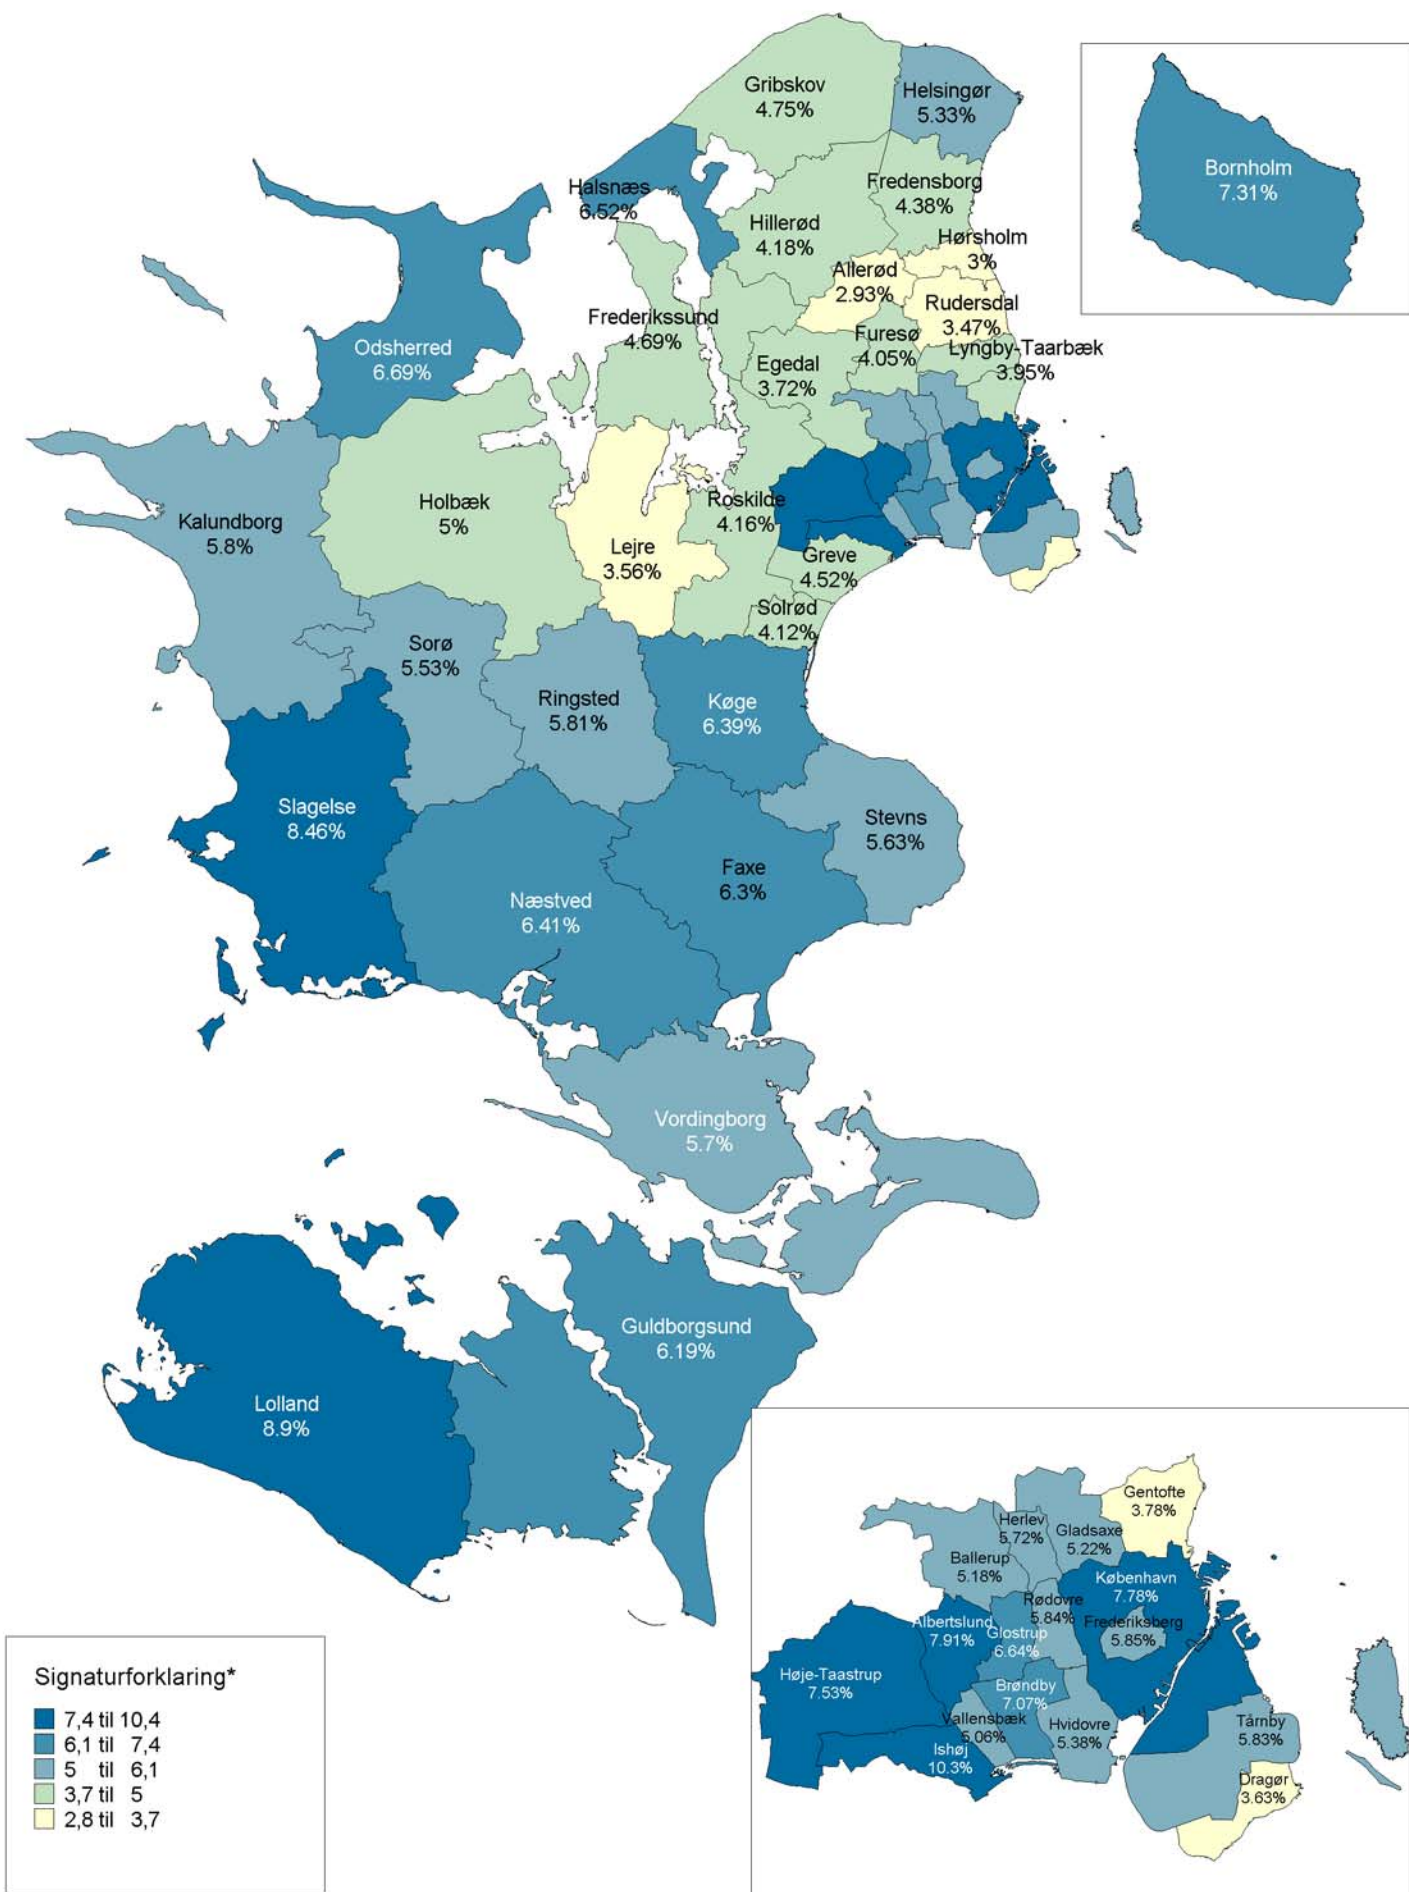 Gribskov
4.75%
Helsingør
5.33%
Bornholm
7.31%
Halsnæs
6.52%
Fredensborg
4.38%
Hillerød
4.18%
Hørsholm
3%
Allerød
2.93%
Rudersdal
3.47%
Frederikssund
4.69%
Furesø
4.05%
Lyngby-Taarbæk
3.95%
Odsherred
6.69%
Egedal
3.72%
Holbæk
5%
Roskilde
4.16%
Kalundborg
5.8%
Lejre
3.56%
Greve
4.52%
Solrød
4.12%
Sorø
5.53%
Ringsted
5.81%
Køge
6.39%
Slagelse
8.46%
Stevns
5.63%
Faxe
6.3%
Næstved
6.41%
Vordingborg
5.7%
Guldborgsund
6.19%
Lolland
8.9%
Gentofte
3.78%
Herlev
5.72%
Gladsaxe
5.22%
Ballerup
5.18%
København
7.78%
Rødovre
5.84%
Albertslund
7.91%
Glostrup
6.64%
Frederiksberg
5.85%
Høje-Taastrup
7.53%
Brøndby
7.07%
Vallensbæk
5.06%
Hvidovre
5.38%
Tårnby
5.83%
Ishøj
10.3%
Dragør
3.63%
Signaturforklaring*
7,4 til 10,4
6,1 til 7,4
5 til 6,1
3,7 til 5
2,8 til 3,7